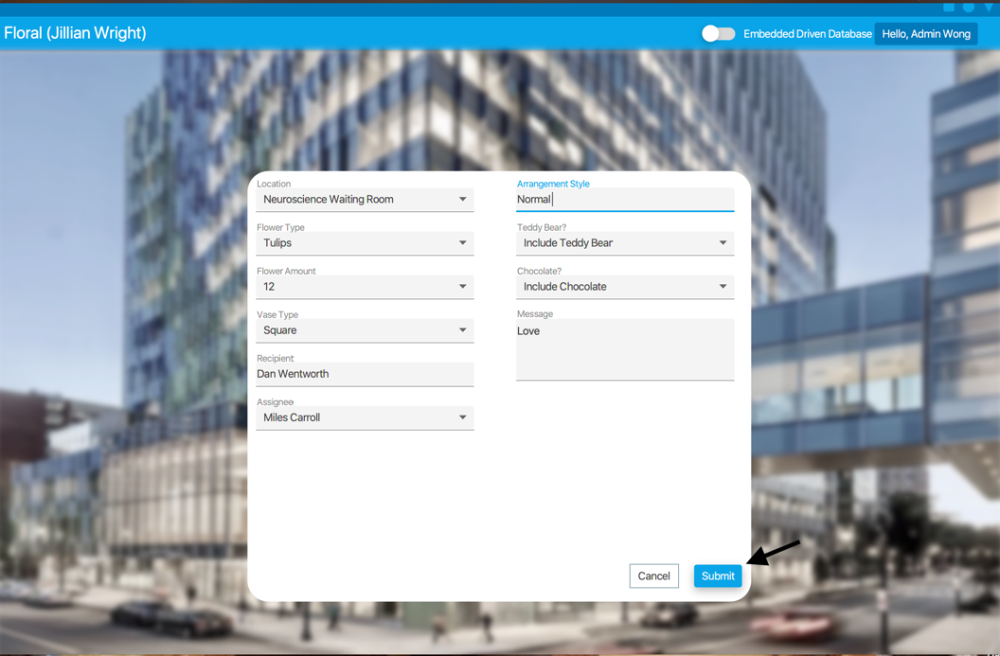 Floral (Jillian Wright)
Embedded Driven Database
Hello, Admin Wong
Location
Neuroscience Waiting Room
Flower Type
Tulips
Flower Amount
12
Vase Type
Square
Recipient
Dan Wentworth
Assignee
Miles Carroll
Arrangement Style
Normal
Teddy Bear?
Include Teddy Bear
Chocolate?
Include Chocolate
Message
Love
Cancel
Submit